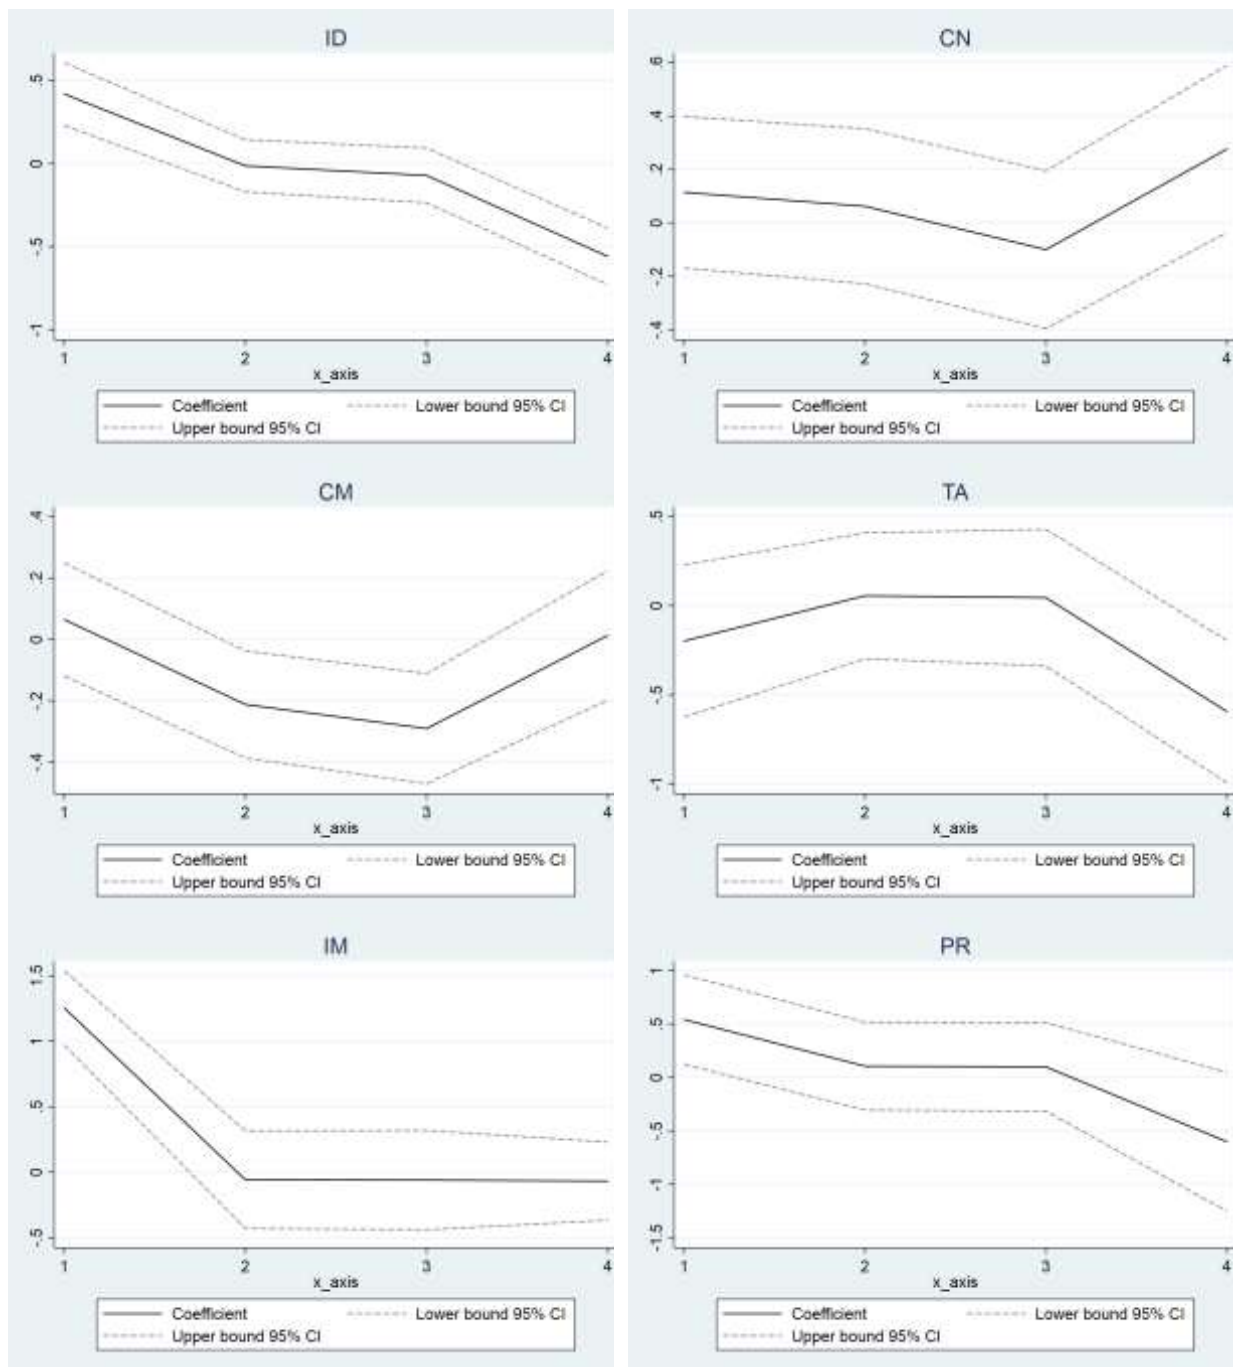 ID
.5
0
-.5
-1
1 2 3 4
x_axis
Coefficient Lower bound 95% CI
Upper bound 95% CI
CN
.6
.4
.2
0
-.2
-.4
1 2 3 4
x_axis
Coefficient Lower bound 95% CI
Upper bound 95% CI
CM
.4
.2
0
-.2
-.4
1 2 3 4
x_axis
Coefficient Lower bound 95% CI
Upper bound 95% CI
TA
.5
0
-.5
-1
1 2 3 4
x_axis
Coefficient Lower bound 95% CI
Upper bound 95% CI
IM
1.5
1
.5
0
-.5
1 2 3 4
x_axis
Coefficient Lower bound 95% CI
Upper bound 95% CI
PR
1
.5
0
-.5
-1
-1.5
1 2 3 4
x_axis
Coefficient Lower bound 95% CI
Upper bound 95% CI